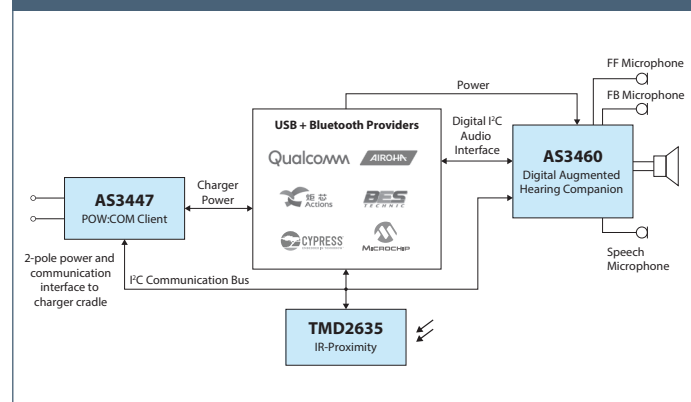 FF Microphone
FB Microphone
Power
USB + Bluetooth Providers
Digital I²C
Audio
Interface
AS3460
Digital Augmented
Hearing Companion
Qualcomm
AIROHA
炬芯
Actions
BES
TECHNIC
CYPRESS
MICROCHIP
AS3447
POW:COM Client
Charger
Power
2-pole power and
communication
interface to
charger cradle
I²C Communication Bus
Speech
Microphone
TMD2635
IR-Proximity